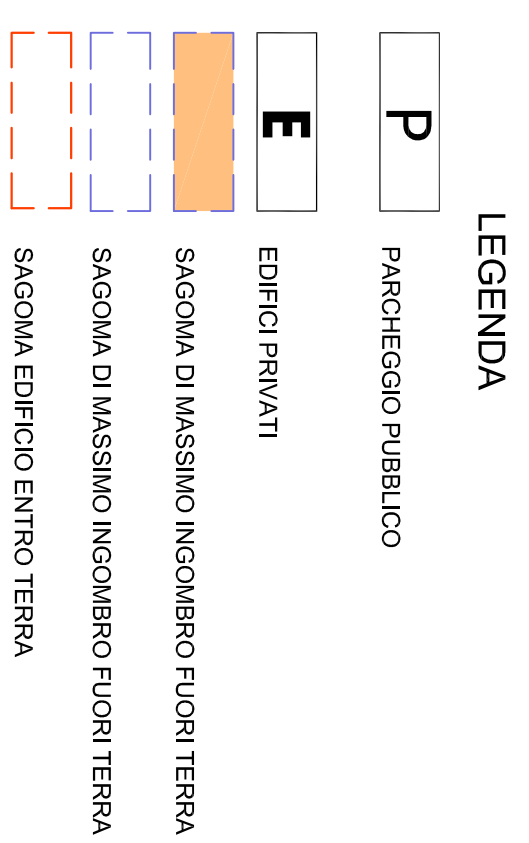 LEGENDA
P
PARCHEGGIO PUBBLICO
E
EDIFICI PRIVATI
SAGOMA DI MASSIMO INGOMBRO FUORI TERRA
SAGOMA DI MASSIMO INGOMBRO FUORI TERRA
SAGOMA EDIFICIO ENTRO TERRA